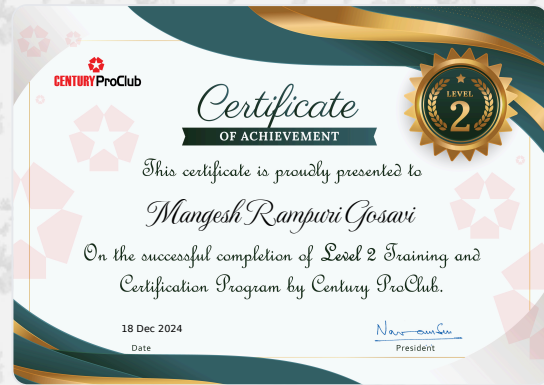 CENTURY ProClub
Certificate
OF ACHIEVEMENT
LEVEL
2
This certificate is proudly presented to
Mangesh Rampuri Gosavi
On the successful completion of Level 2 Training and
Certification Program by Century ProClub.
18 Dec 2024
Date
President